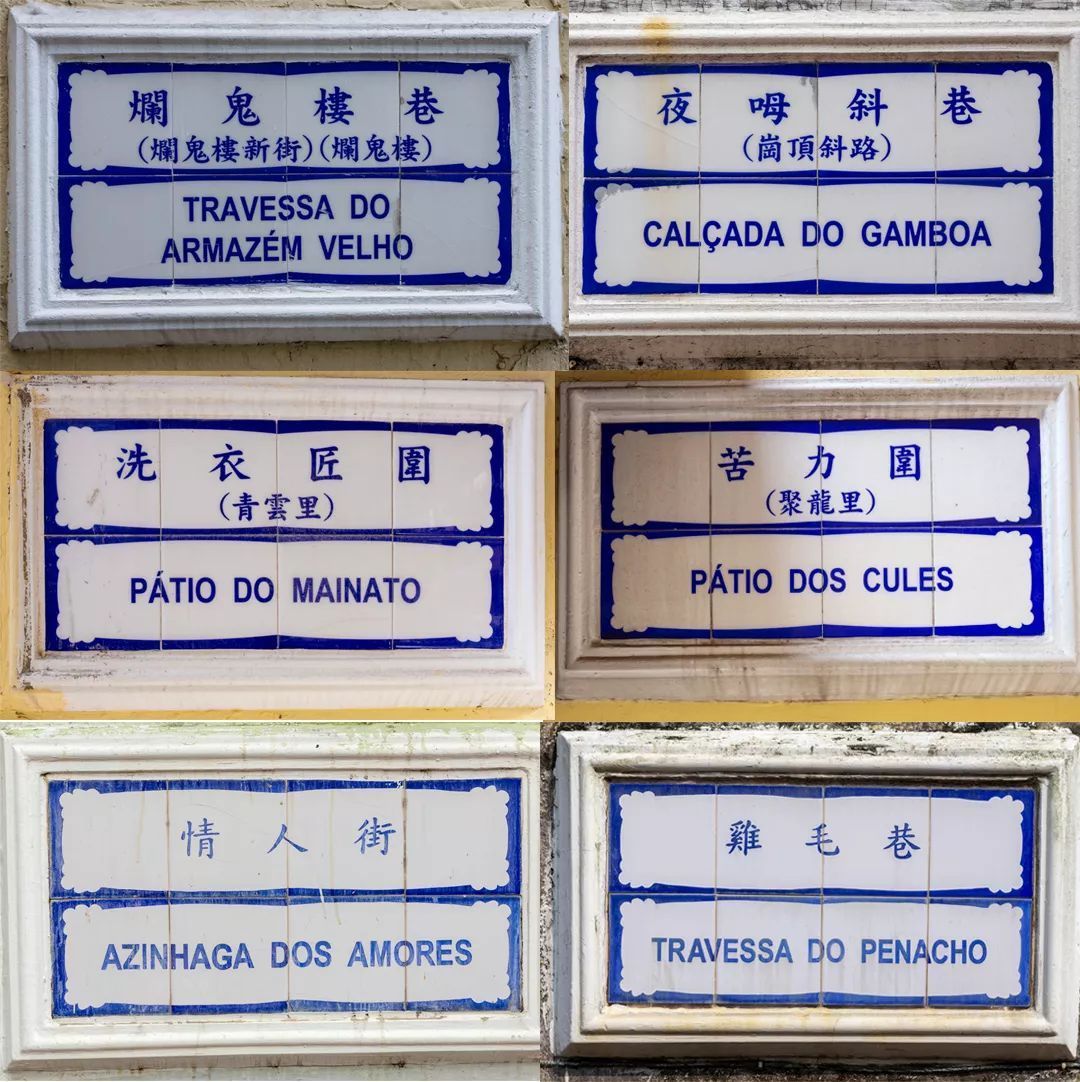 爛鬼樓巷
(爛鬼樓新街)(爛鬼樓)
TRAVESSA DO
ARMAZÉM VELHO
夜呣斜巷
(崗頂斜路)
CALÇADA DO GAMBOA
洗衣匠圍
(青雲里)
PÁTIO DO MAINATO
苦力圍
(聚龍里)
PÁTIO DOS CULES
情人街
AZINHAGA DOS AMORES
雞毛巷
TRAVESSA DO PENACHO